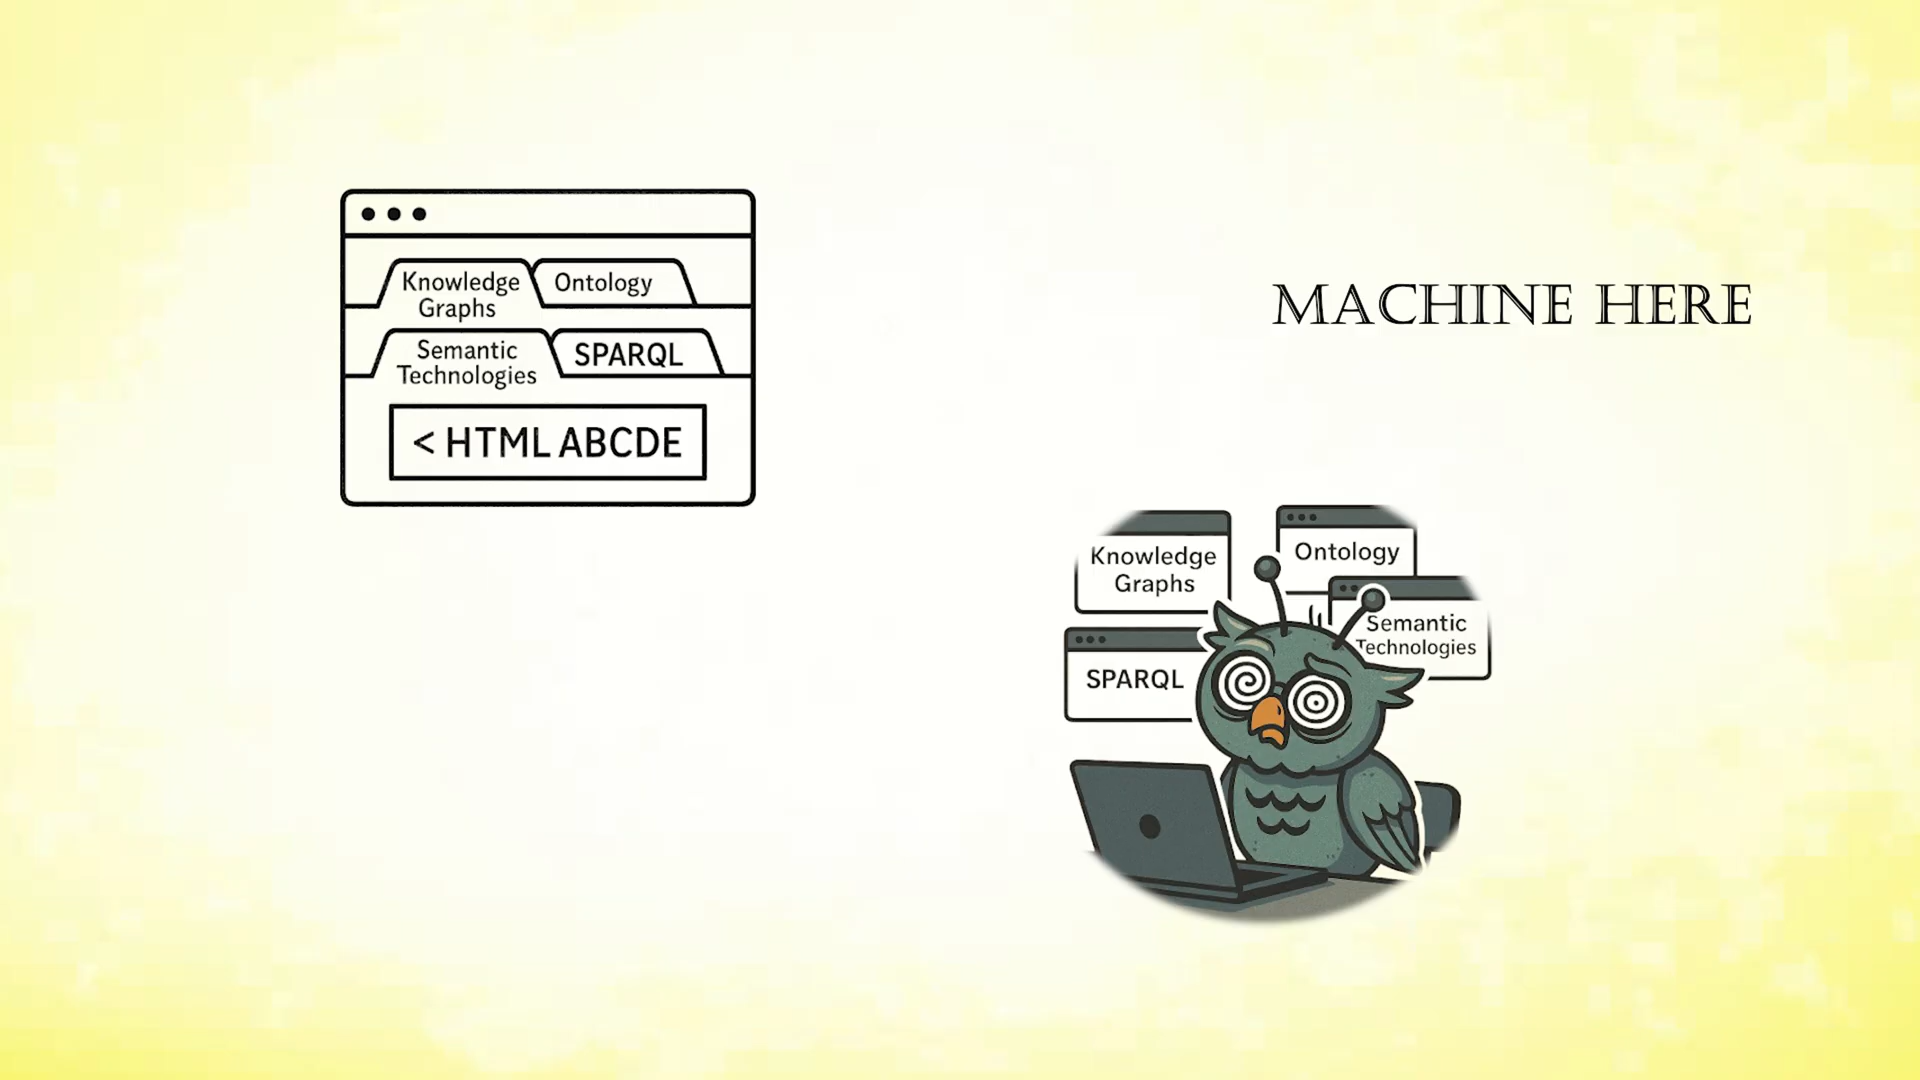 Knowledge
Graphs
Ontology
Semantic
Technologies
SPARQL
< HTML ABCDE
MACHINE HERE
Knowledge
Graphs
Ontology
Semantic
Technologies
SPARQL